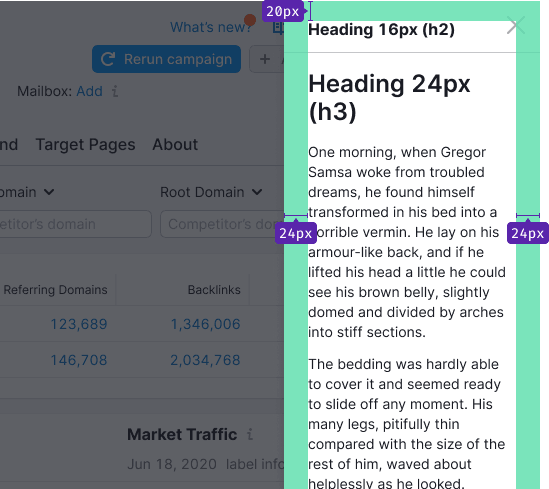 20px
What's new?
Heading 16px (h2)
Rerun campaign
Mailbox: Add
Heading 24px
(h3)
nd Target Pages About
One morning, when Gregor
Samsa woke from troubled
dreams, he found himself
transformed in his bed into a
horrible vermin. He lay on his
armour-like back, and if he
lifted his head a little he could
see his brown belly, slightly
domed and divided by arches
into stiff sections.
omain Root Domain
etitor's domain Competitor's do
24px 24px
Referring Domains Backlinks
123,689 1,346,006
146,708 2,034,768
The bedding was hardly able
to cover it and seemed ready
to slide off any moment. His
many legs, pitifully thin
compared with the size of the
rest of him, waved about
helplessly as he looked.
Market Traffic
Jun 18, 2020 label info